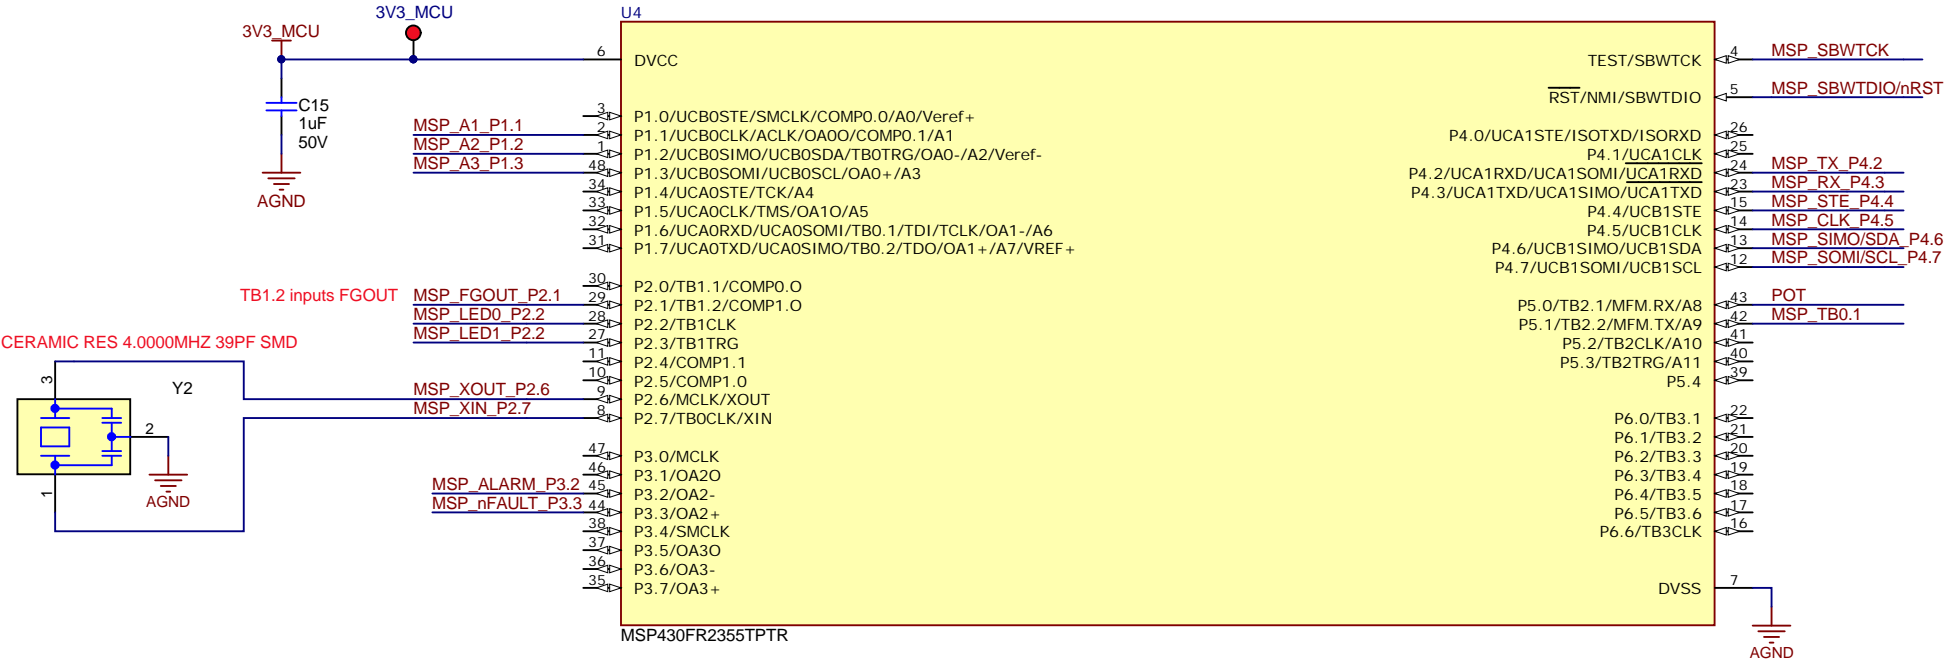 3V3_MCU
3V3_MCU
C15
1uF
50V
AGND
U4
6 DVCC
3 P1.0/UCB0STE/SMCLK/COMP0.0/A0/Veref+
MSP_A1_P1.1 2 P1.1/UCB0CLK/ACLK/OA0O/COMP0.1/A1
MSP_A2_P1.2 1 P1.2/UCB0SIMO/UCB0SDA/TB0TRG/OA0-/A2/Veref-
MSP_A3_P1.3 48 P1.3/UCB0SOMI/UCB0SCL/OA0+/A3
34 P1.4/UCA0STE/TCK/A4
33 P1.5/UCA0CLK/TMS/OA1O/A5
32 P1.6/UCA0RXD/UCA0SOMI/TB0.1/TDI/TCLK/OA1-/A6
31 P1.7/UCA0TXD/UCA0SIMO/TB0.2/TDO/OA1+/A7/VREF+
30 P2.0/TB1.1/COMP0.O
TB1.2 inputs FGOUT MSP_FGOUT_P2.1 29 P2.1/TB1.2/COMP1.O
MSP_LED0_P2.2 28 P2.2/TB1CLK
MSP_LED1_P2.2 27 P2.3/TB1TRG
11 P2.4/COMP1.1
10 P2.5/COMP1.O
MSP_XOUT_P2.6 9 P2.6/MCLK/XOUT
MSP_XIN_P2.7 8 P2.7/TB0CLK/XIN
47 P3.0/MCLK
46 P3.1/OA2O
MSP_ALARM_P3.2 45 P3.2/OA2-
MSP_nFAULT_P3.3 44 P3.3/OA2+
38 P3.4/SMCLK
37 P3.5/OA3O
36 P3.6/OA3-
35 P3.7/OA3+
CERAMIC RES 4.0000MHZ 39PF SMD
3
Y2
2
1
AGND
TEST/SBWTCK 4 MSP_SBWTCK
RST/NMI/SBWTDIO 5 MSP_SBWTDIO/nRST
P4.0/UCA1STE/ISOTXD/ISORXD 26
P4.1/UCA1CLK 25
P4.2/UCA1RXD/UCA1SOMI/UCA1RXD 24 MSP_TX_P4.2
P4.3/UCA1TXD/UCA1SIMO/UCA1TXD 23 MSP_RX_P4.3
P4.4/UCB1STE 15 MSP_STE_P4.4
P4.5/UCB1CLK 14 MSP_CLK_P4.5
P4.6/UCB1SIMO/UCB1SDA 13 MSP_SIMO/SDA_P4.6
P4.7/UCB1SOMI/UCB1SCL 12 MSP_SOMI/SCL_P4.7
P5.0/TB2.1/MFM.RX/A8 43 POT
P5.1/TB2.2/MFM.TX/A9 42 MSP_TB0.1
P5.2/TB2CLK/A10 41
P5.3/TB2TRG/A11 40
P5.4 39
P6.0/TB3.1 22
P6.1/TB3.2 21
P6.2/TB3.3 20
P6.3/TB3.4 19
P6.4/TB3.5 18
P6.5/TB3.6 17
P6.6/TB3CLK 16
DVSS 7
AGND
MSP430FR2355TPTR